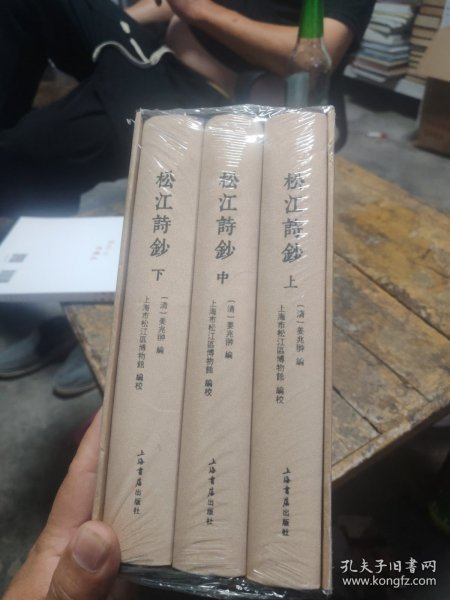 松江詩鈔 上
〔清〕姜兆翀 編
上海市松江區博物館 編校
上海書店出版社
松江詩鈔 中
〔清〕姜兆翀 編
上海市松江區博物館 編校
上海書店出版社
松江詩鈔 下
〔清〕姜兆翀 編
上海市松江區博物館 編校
上海書店出版社
孔夫子旧書网
www.kongfz.com